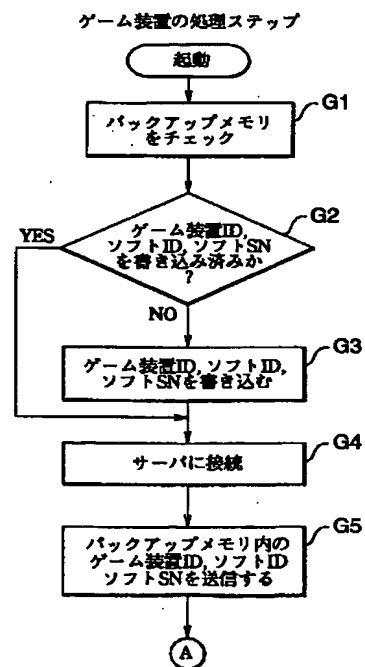 ゲーム装置の処理ステップ
起動
G1
バックアップメモリ
をチェック
G2
ゲーム装置ID,
ソフトID, ソフトSN
を書き込み済みか
?
YES
NO
G3
ゲーム装置ID, ソフトID,
ソフトSNを書き込む
G4
サーバに接続
G5
バックアップメモリ内の
ゲーム装置ID, ソフトID
ソフトSNを送信する
A